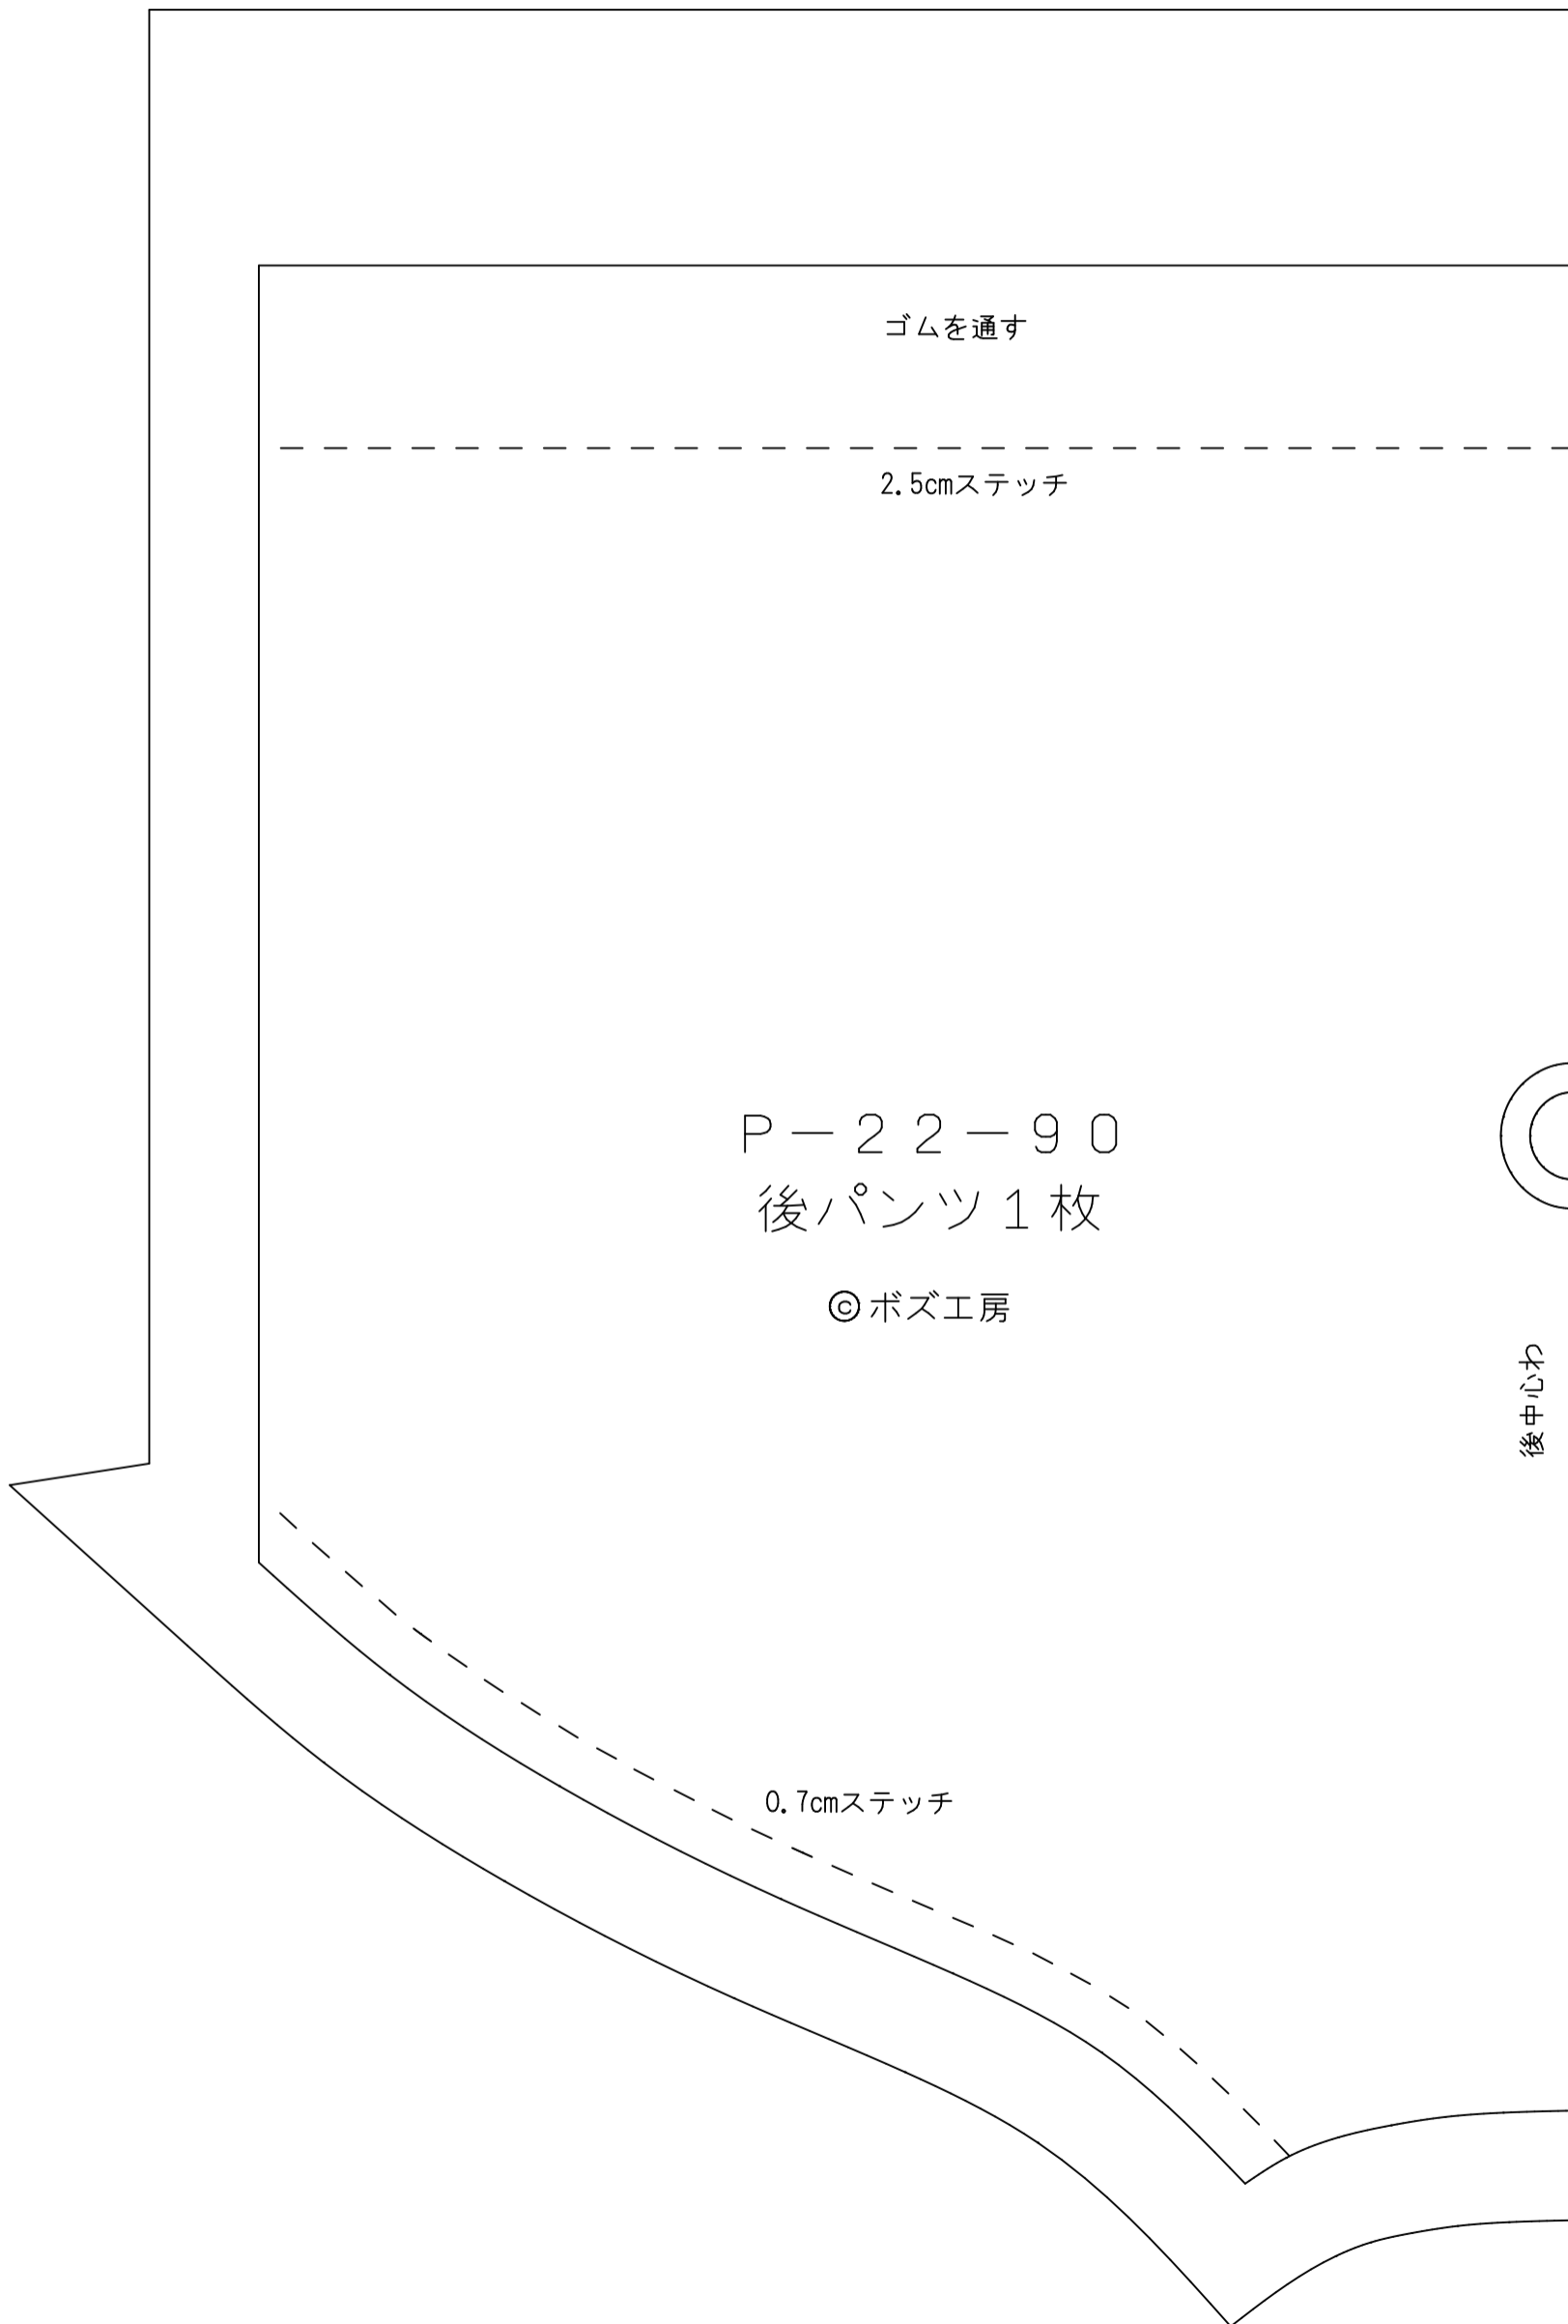 ゴムを通す
2.5cmステッチ
P－22－90
後パンツ1枚
©ボズ工房
後中心わ
0.7cmステッチ